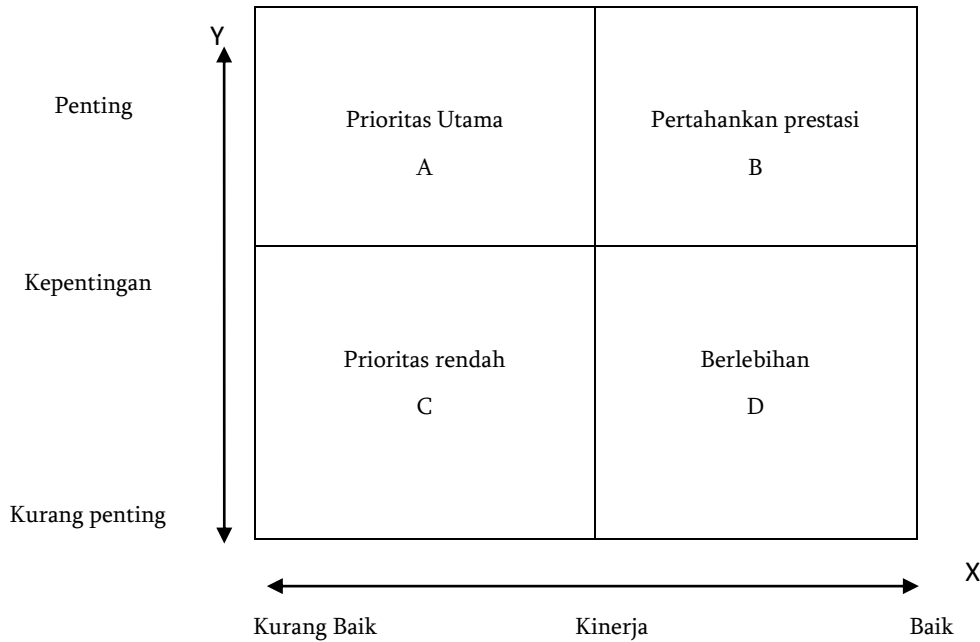 Y
Penting
Prioritas Utama
A
Pertahankan prestasi
B
Kepentingan
Prioritas rendah
C
Berlebihan
D
Kurang penting
X
Kurang Baik
Kinerja
Baik